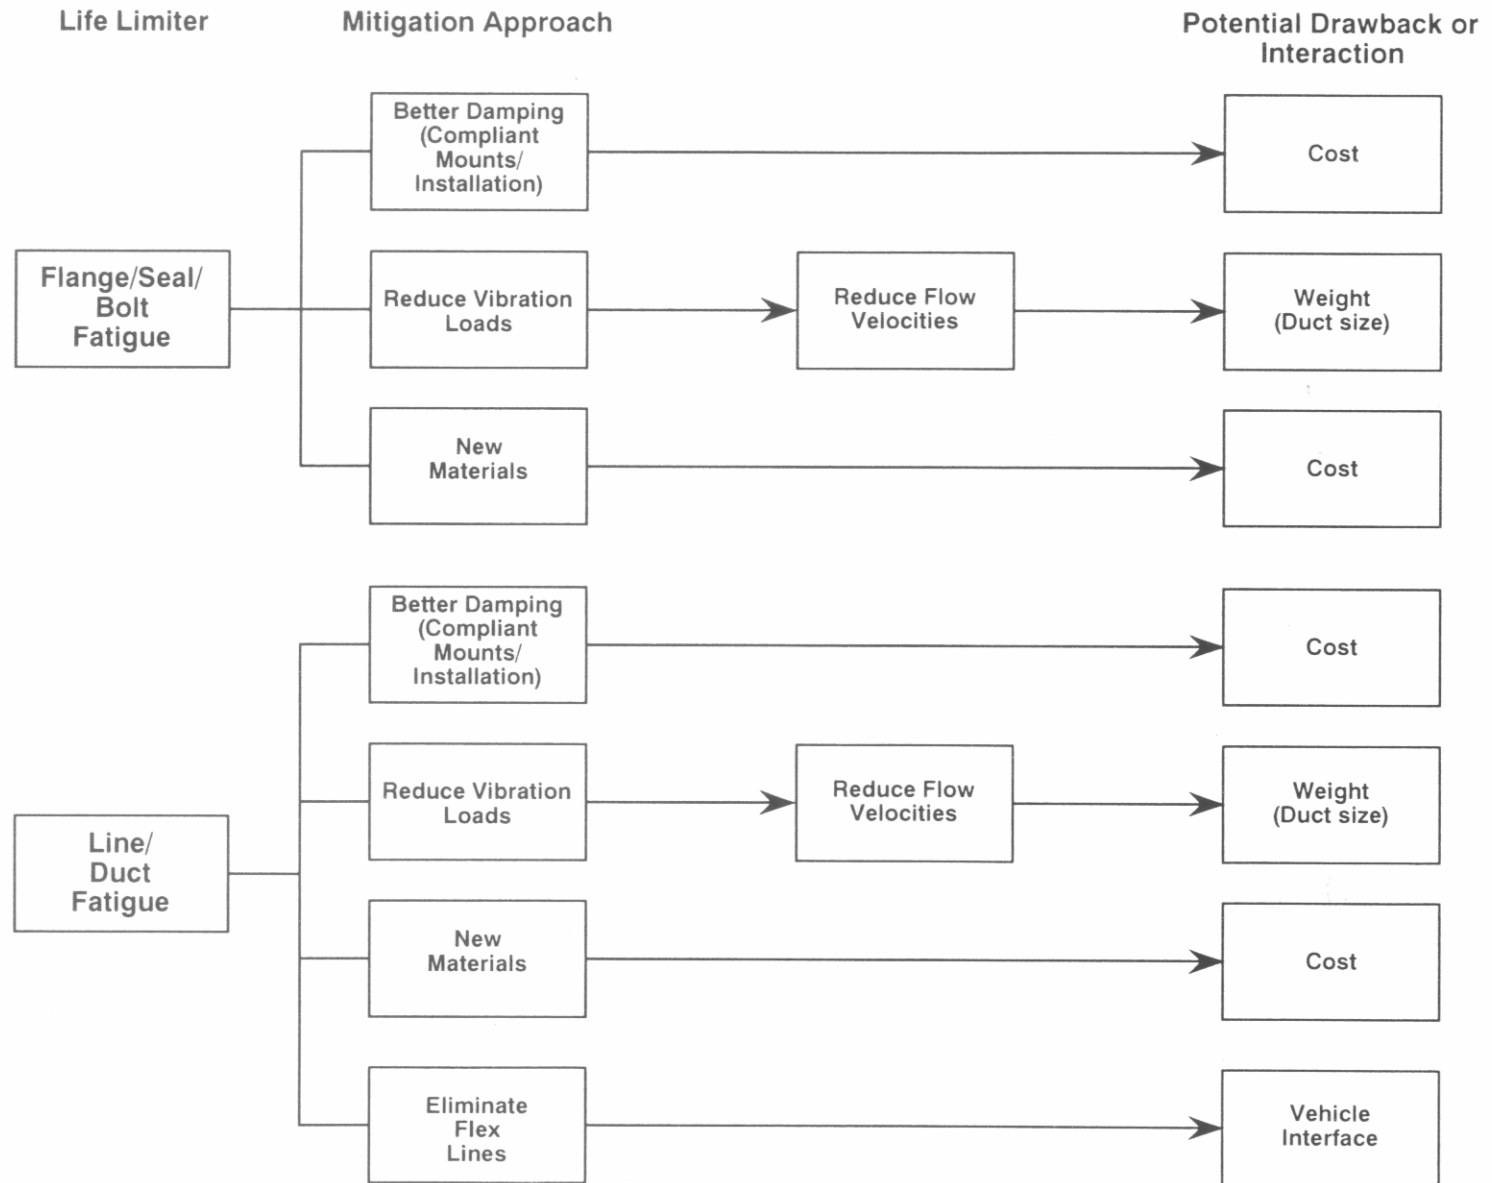 Life Limiter
Mitigation Approach
Potential Drawback or
Interaction
Better Damping
(Compliant
Mounts/
Installation)
Cost
Flange/Seal/
Bolt
Fatigue
Reduce Vibration
Loads
Reduce Flow
Velocities
Weight
(Duct size)
New
Materials
Cost
Better Damping
(Compliant
Mounts/
Installation)
Cost
Reduce Vibration
Loads
Reduce Flow
Velocities
Weight
(Duct size)
Line/
Duct
Fatigue
New
Materials
Cost
Eliminate
Flex
Lines
Vehicle
Interface